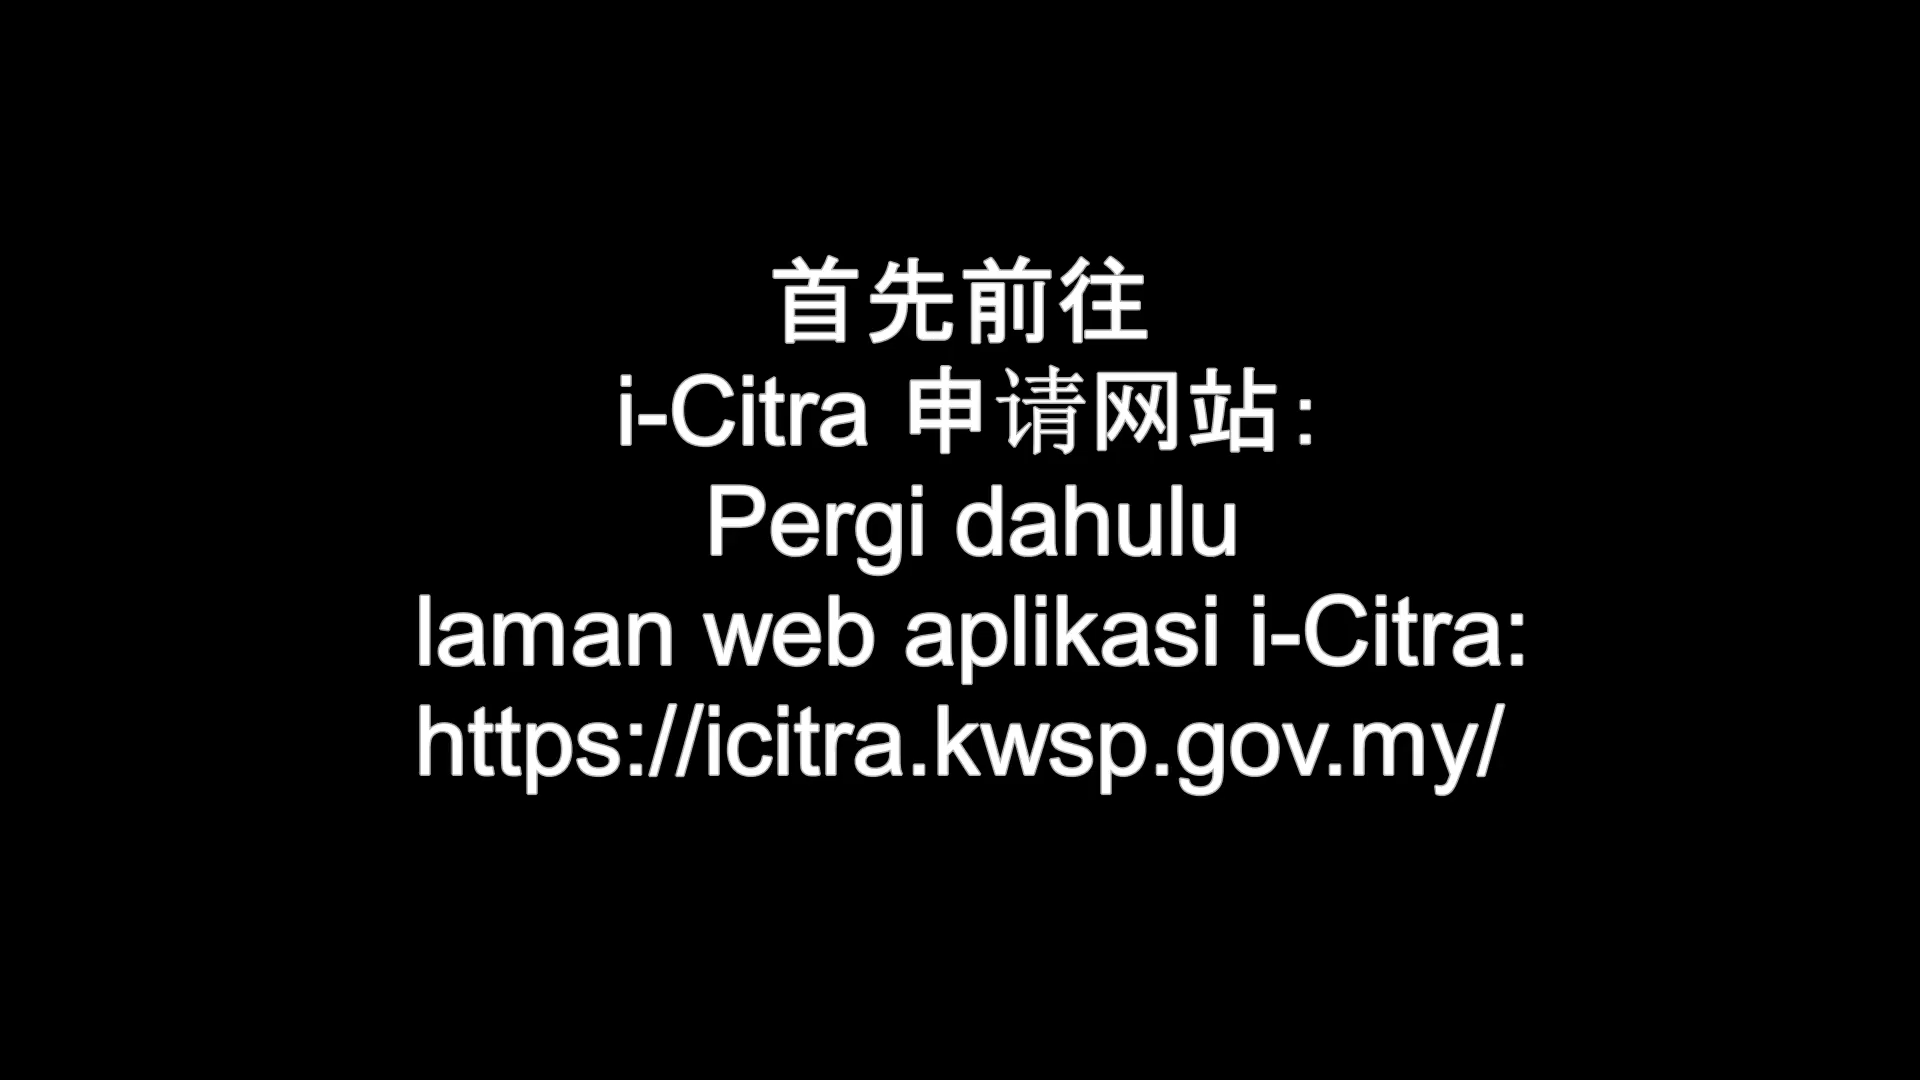 首先前往
i-Citra 申请网站：
Pergi dahulu
laman web aplikasi i-Citra:
https://icitra.kwsp.gov.my/